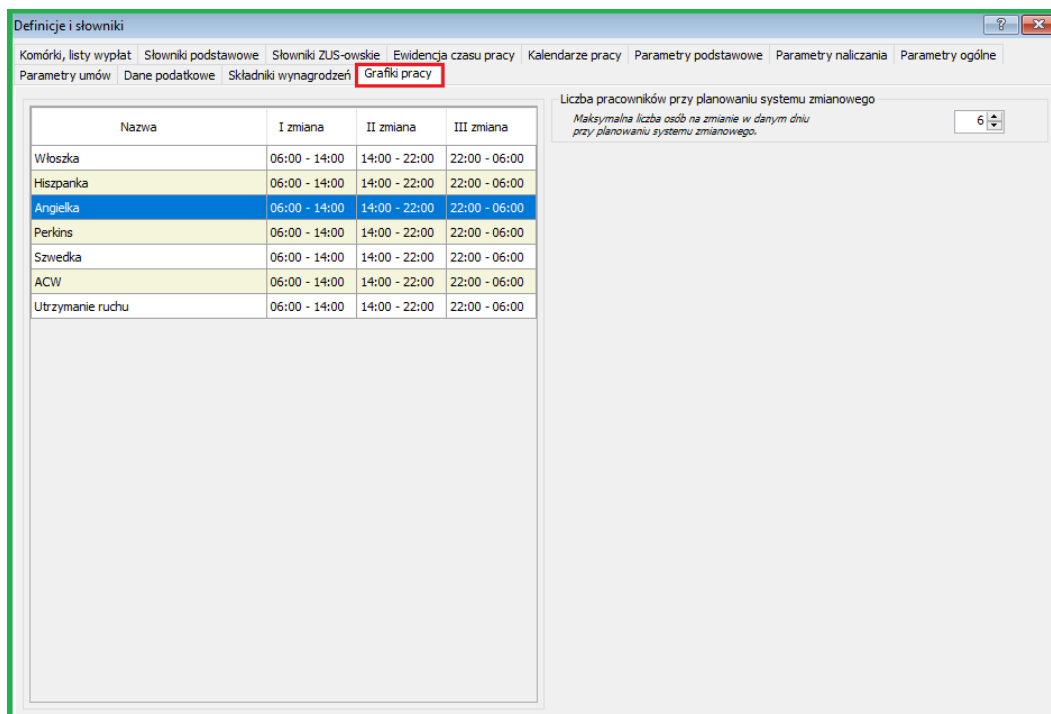 Definicje i słowniki
Komórki, listy wypłat Słowniki podstawowe Słowniki ZUS-owskie Ewidencja czasu pracy Kalendarze pracy Parametry podstawowe Parametry naliczania Parametry ogólne
Parametry umów Dane podatkowe Składniki wynagrodzeń Grafiki pracy
Liczba pracowników przy planowaniu systemu zmianowego
Maksymalna liczba osób na zmianie w danym dniu
przy planowaniu systemu zmianowego.
6
Nazwa I zmiana II zmiana III zmiana
Włoszka 06:00 - 14:00 14:00 - 22:00 22:00 - 06:00
Hiszpanka 06:00 - 14:00 14:00 - 22:00 22:00 - 06:00
Angielka 06:00 - 14:00 14:00 - 22:00 22:00 - 06:00
Perkins 06:00 - 14:00 14:00 - 22:00 22:00 - 06:00
Szwedka 06:00 - 14:00 14:00 - 22:00 22:00 - 06:00
ACW 06:00 - 14:00 14:00 - 22:00 22:00 - 06:00
Utrzymanie ruchu 06:00 - 14:00 14:00 - 22:00 22:00 - 06:00